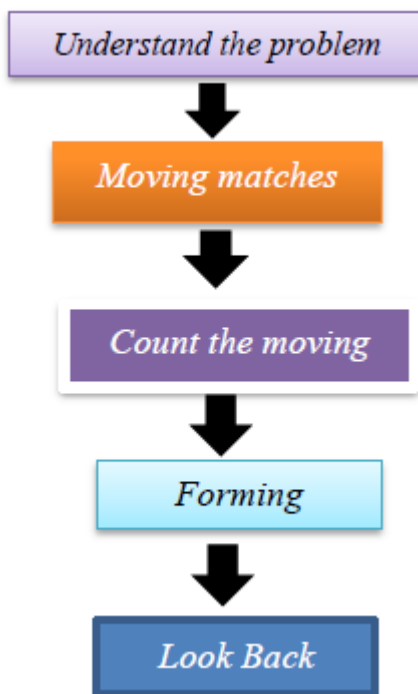 Understand the problem
Moving matches
Count the moving
Forming
Look Back